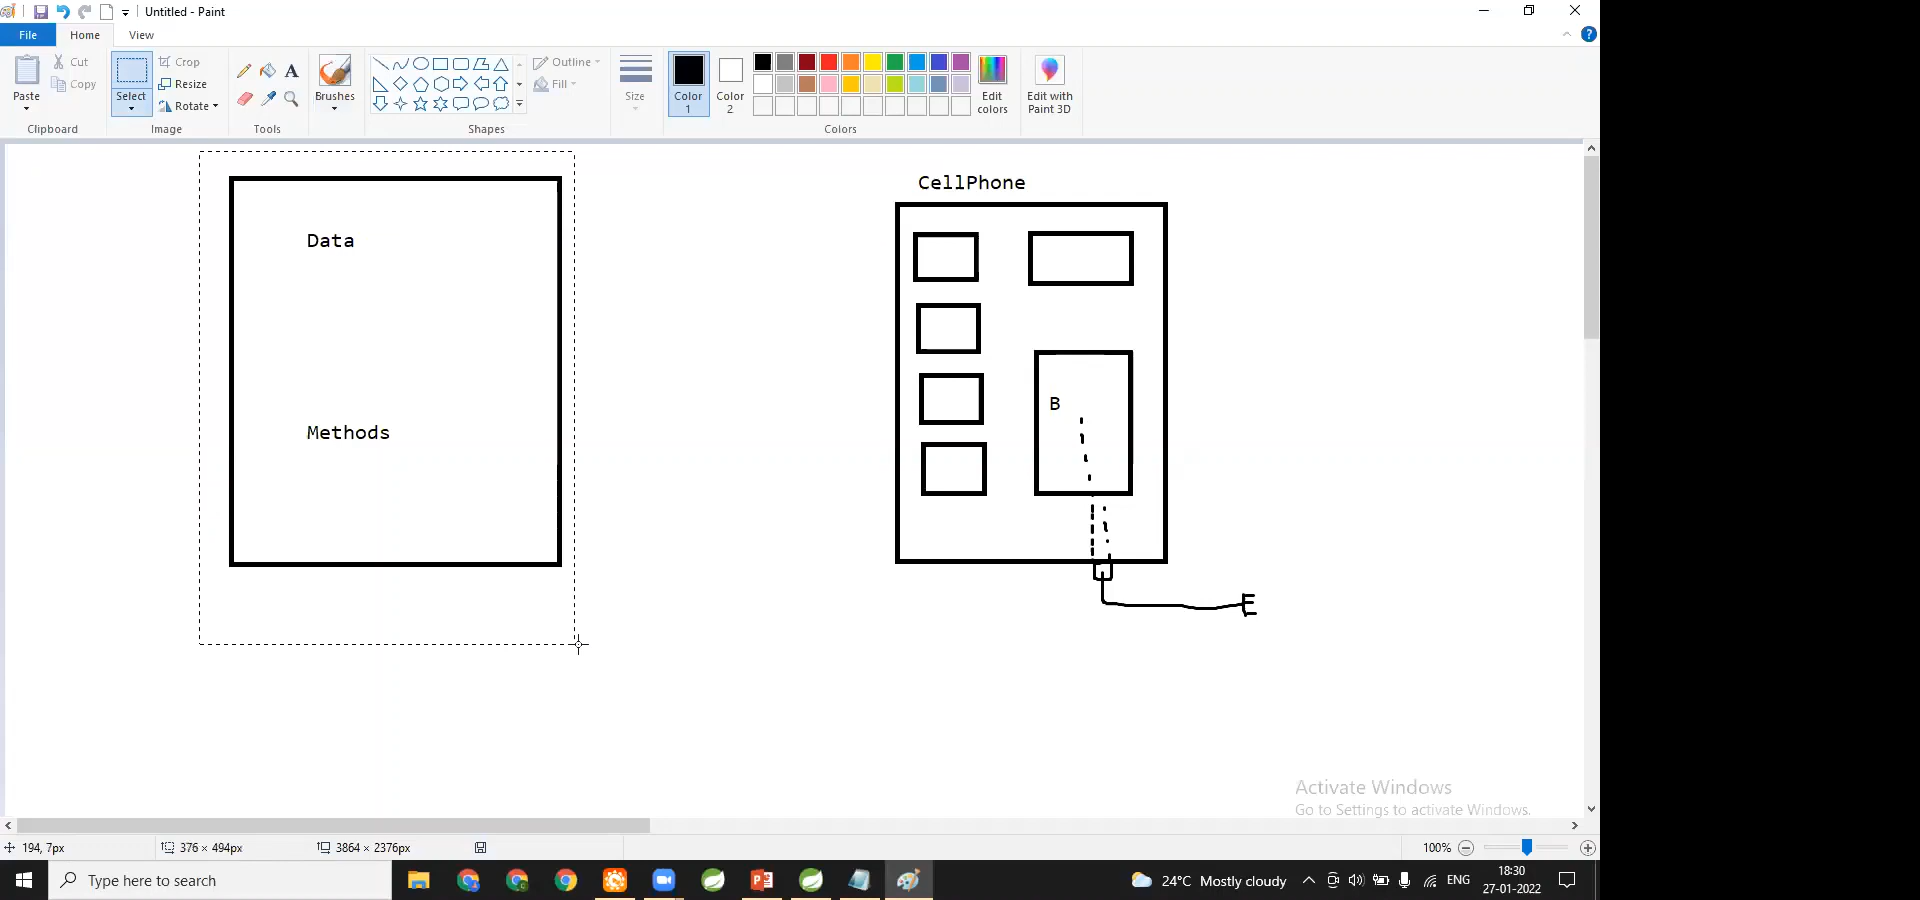 Untitled - Paint
File
Home
View
Paste
Cut
Copy
Clipboard
Select
Crop
Resize
Rotate
Image
A
Tools
Brushes
Outline
Fill
Shapes
Size
Color
1
Color
2
Edit
colors
Edit with
Paint 3D
Colors
?
Data
Methods
CellPhone
B
Activate Windows
Go to Settings to activate Windows.
194, 7px
376 × 494px
3864 × 2376px
100%
Type here to search
24°C Mostly cloudy
ENG
18:30
27-01-2022